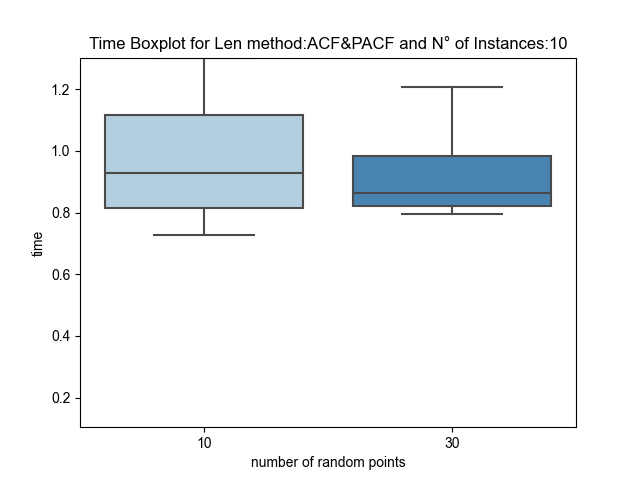 Time Boxplot for Len method:ACF&PACF and N° of Instances:10
1.2
1.0
0.8
0.6
0.4
0.2
time
10 30
number of random points